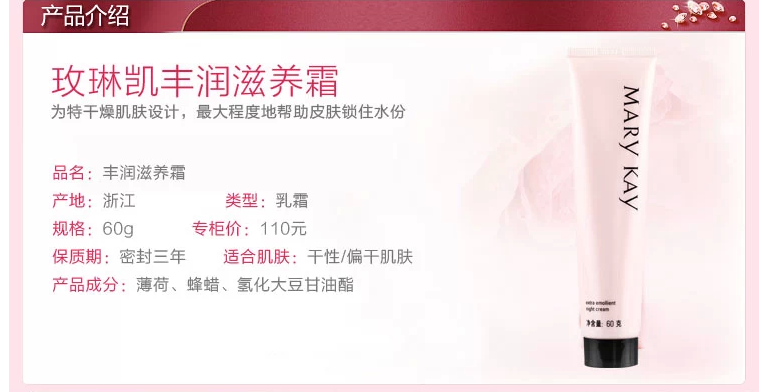 产品介绍
玫琳凯丰润滋养霜
为特干燥肌肤设计，最大程度地帮助皮肤锁住水份
品名：丰润滋养霜
产地：浙江 类型：乳霜
规格：60g 专柜价：110元
保质期：密封三年 适合肌肤：干性/偏干肌肤
产品成分：薄荷、蜂蜡、氢化大豆甘油酯
MARY KAY
extra emollient
night cream
净含量: 60 克